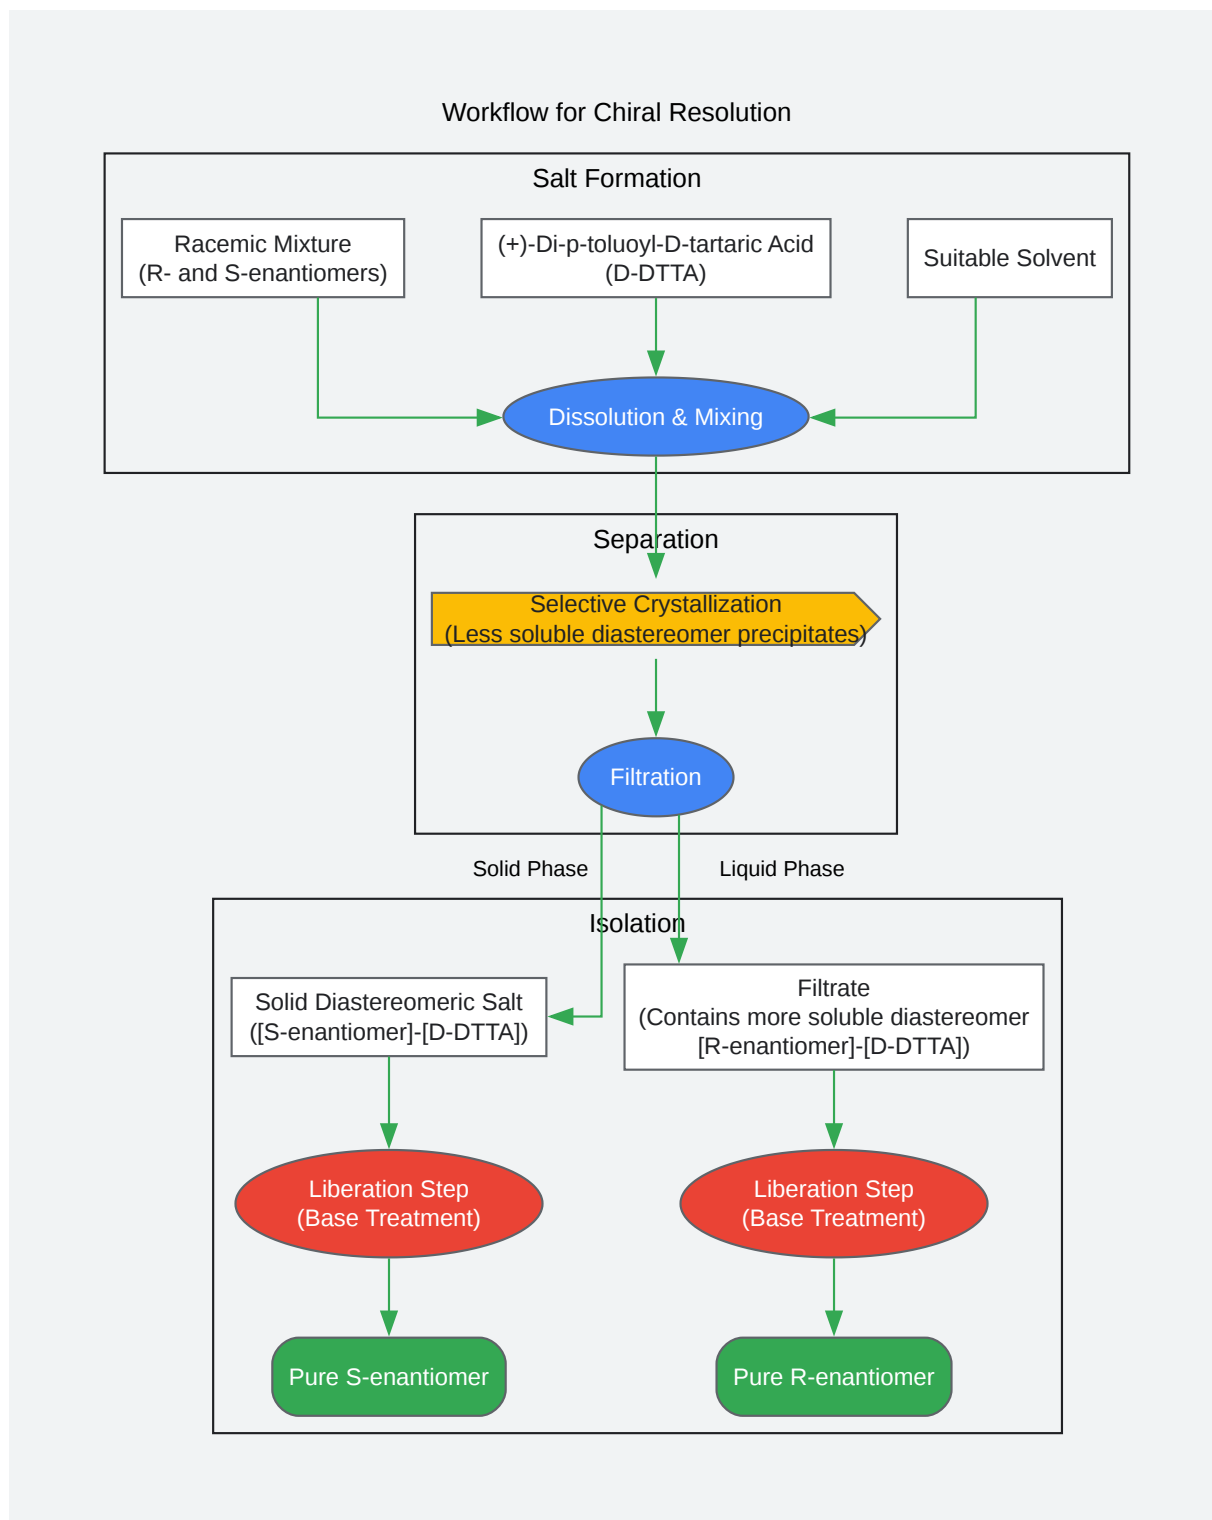 Workflow for Chiral Resolution
Salt Formation
Racemic Mixture
(R- and S-enantiomers)
(+)-Di-p-toluoyl-D-tartaric Acid
(D-DTTA)
Suitable Solvent
Dissolution & Mixing
Separation
Selective Crystallization
(Less soluble diastereomer precipitates)
Filtration
Solid Phase
Liquid Phase
Isolation
Solid Diastereomeric Salt
([S-enantiomer]-[D-DTTA])
Filtrate
(Contains more soluble diastereomer
[R-enantiomer]-[D-DTTA])
Liberation Step
(Base Treatment)
Liberation Step
(Base Treatment)
Pure S-enantiomer
Pure R-enantiomer